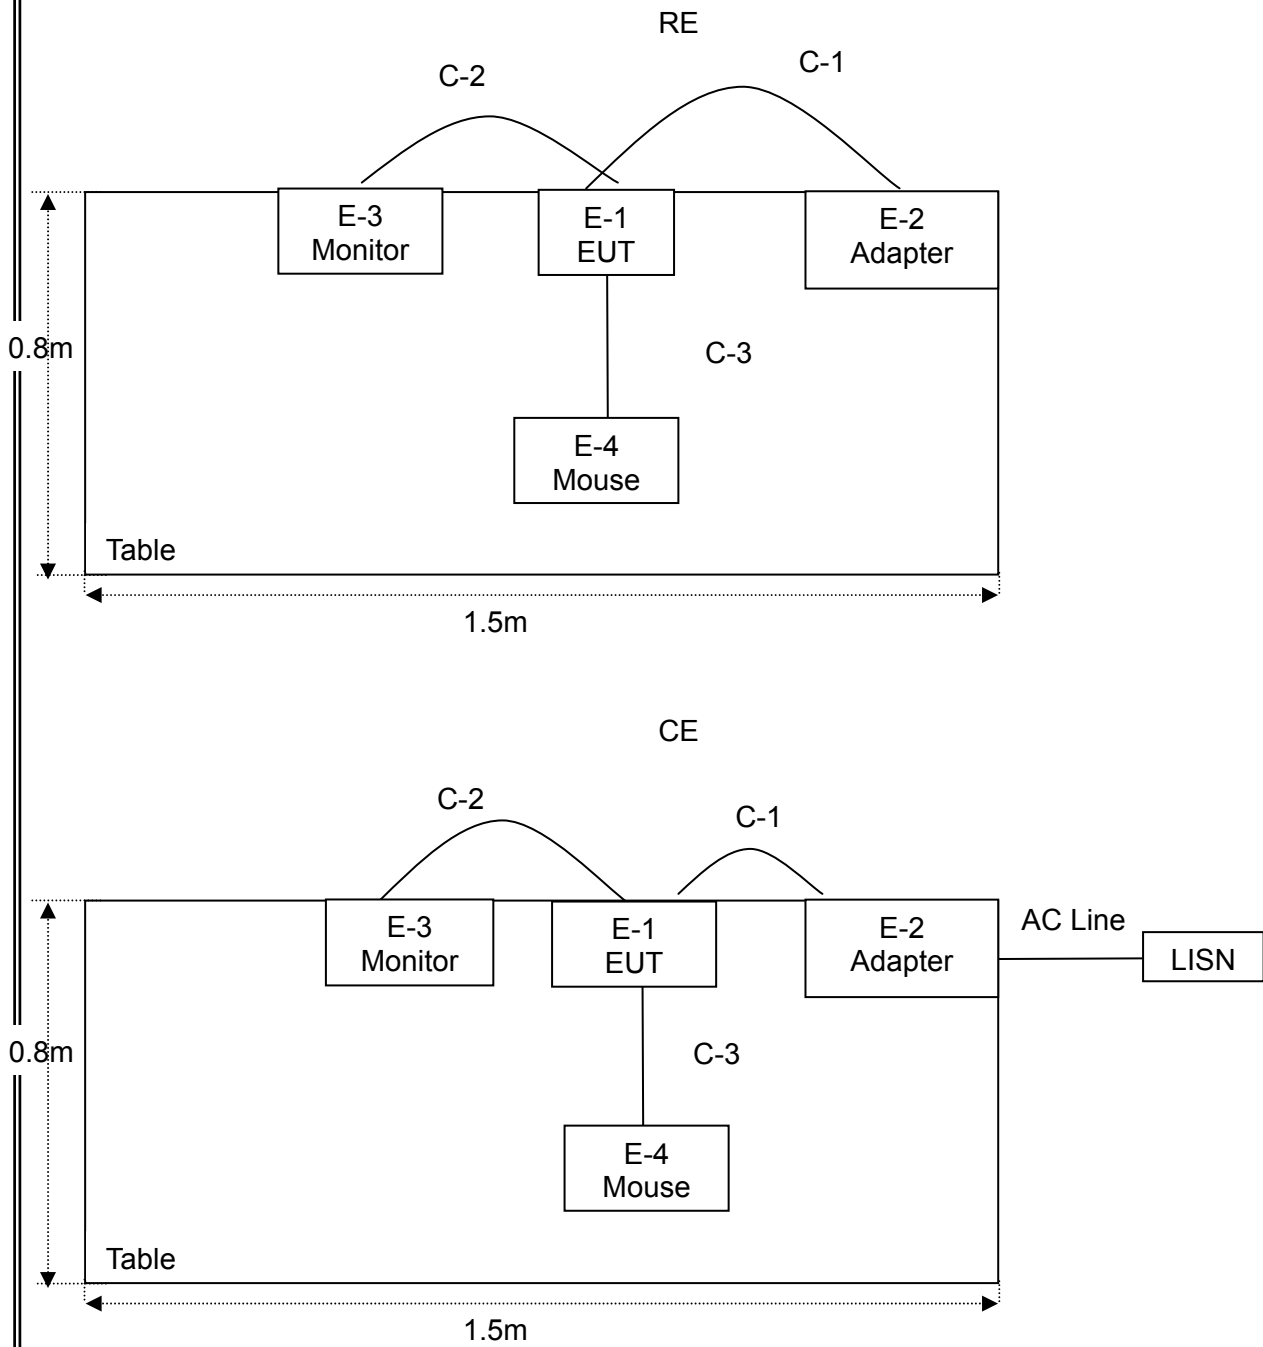 RE
C-1
C-2
E-3
Monitor
E-1
EUT
E-2
Adapter
0.8m
C-3
E-4
Mouse
Table
1.5m
CE
C-2
C-1
E-3
Monitor
E-1
EUT
E-2
Adapter
AC Line
LISN
0.8m
C-3
E-4
Mouse
Table
1.5m